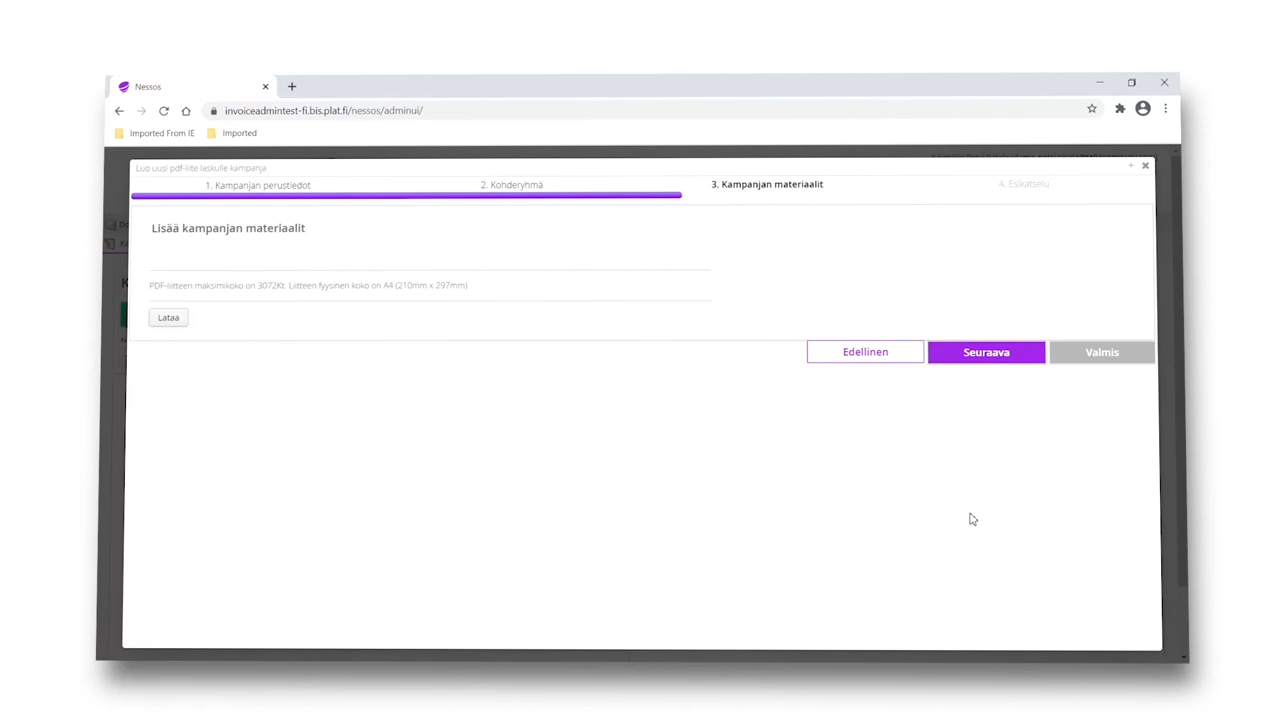 Nessos
invoiceadmintest-fi.bis.plat.fi/nessos/adminui/
Imported From IE
Imported
Luo uusi pdf-liite laskulle kampanja
1. Kampanjan perustiedot
2. Kohderyhmä
3. Kampanjan materiaalit
4. Esikatselu
Lisää kampanjan materiaalit
PDF-liitteen maksimikoko on 3072Kt. Liitteen fyysinen koko on A4 (210mm x 297mm)
Lataa
Edellinen
Seuraava
Valmis